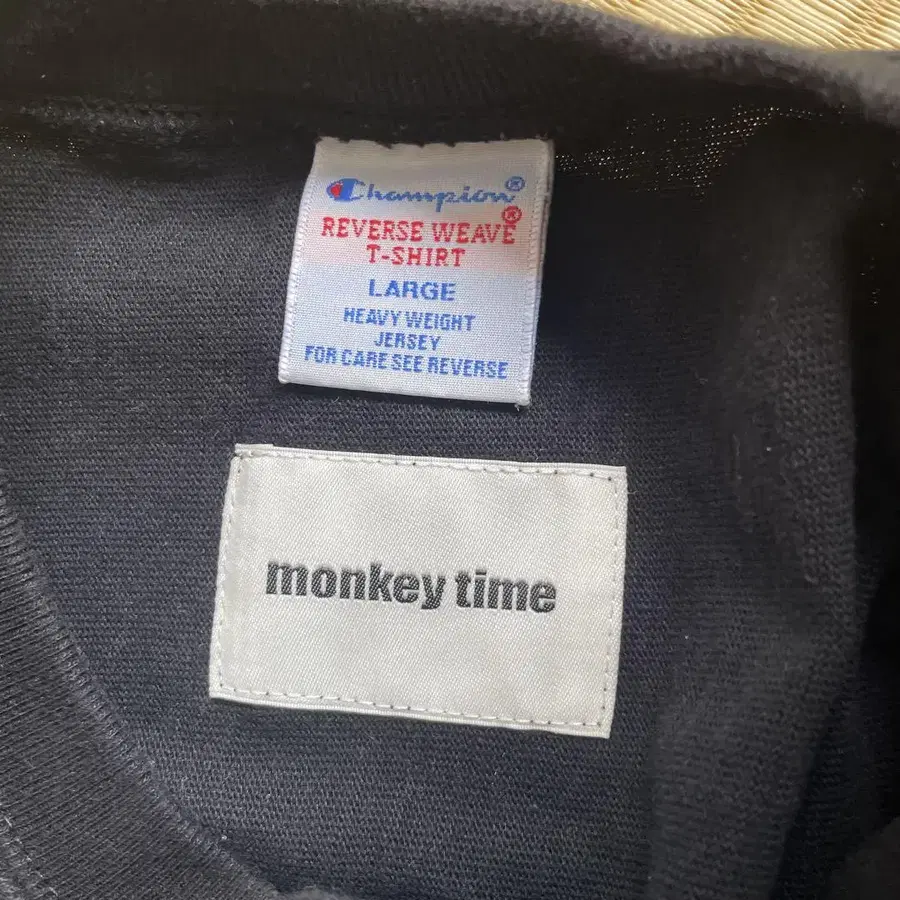 Champion®
REVERSE WEAVE®
T-SHIRT
LARGE
HEAVY WEIGHT
JERSEY
FOR CARE SEE REVERSE
monkey time